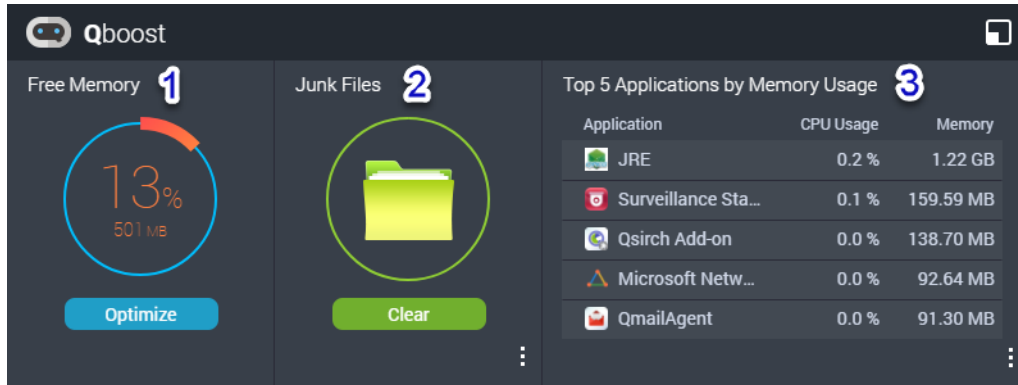 Qboost
Free Memory 1
13%
501 MB
Optimize
Junk Files 2
Clear
Top 5 Applications by Memory Usage 3
Application CPU Usage Memory
JRE 0.2 % 1.22 GB
Surveillance Sta... 0.1 % 159.59 MB
Qsirch Add-on 0.0 % 138.70 MB
Microsoft Netw... 0.0 % 92.64 MB
QmailAgent 0.0 % 91.30 MB